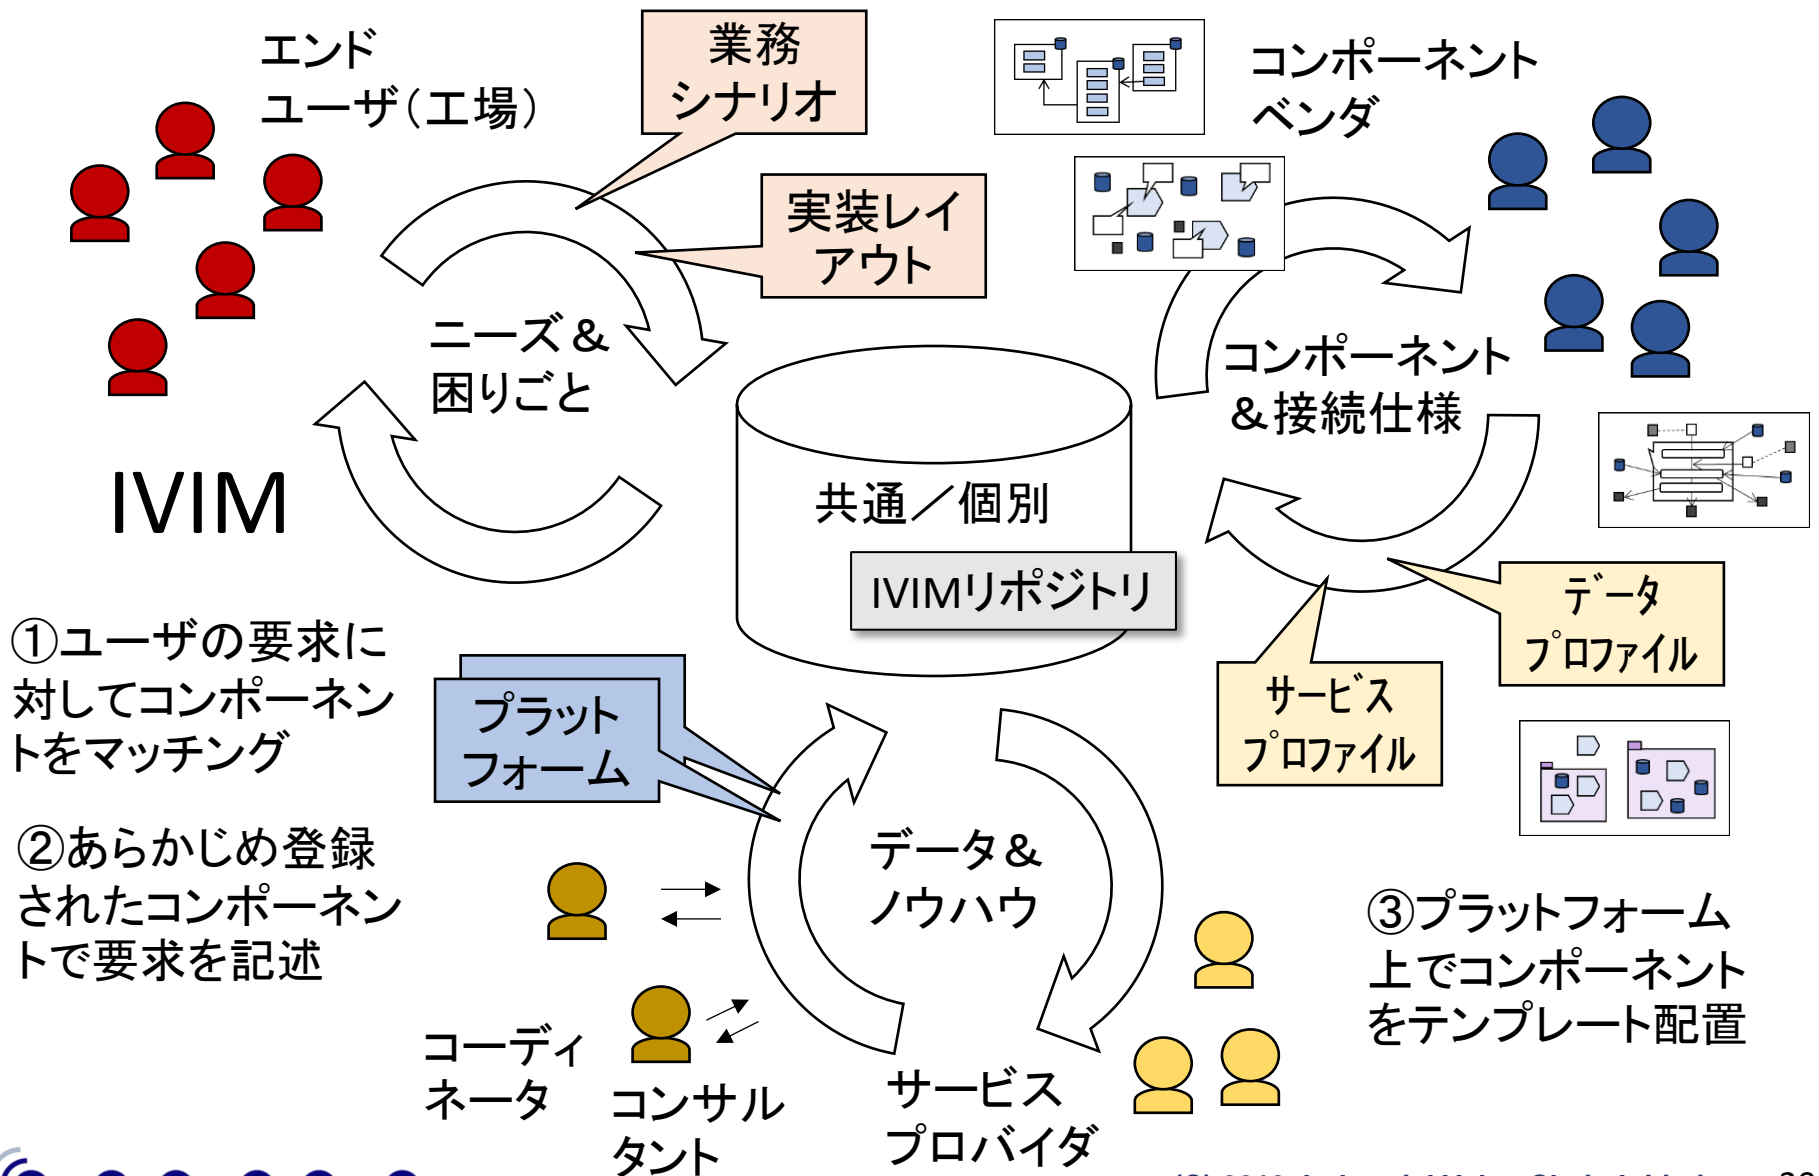 エンド
ユーザ（工場）
業務
シナリオ
実装レイ
アウト
コンポーネント
ベンダ
ニーズ＆
困りごと
コンポーネント
＆接続仕様
IVIM
共通／個別
IVIMリポジトリ
データ
プロファイル
サービス
プロファイル
①ユーザの要求に
対してコンポーネン
トをマッチング
プラット
フォーム
②あらかじめ登録
されたコンポーネン
トで要求を記述
データ＆
ノウハウ
③プラットフォーム
上でコンポーネント
をテンプレート配置
コーディ
ネータ
コンサル
タント
サービス
プロバイダ